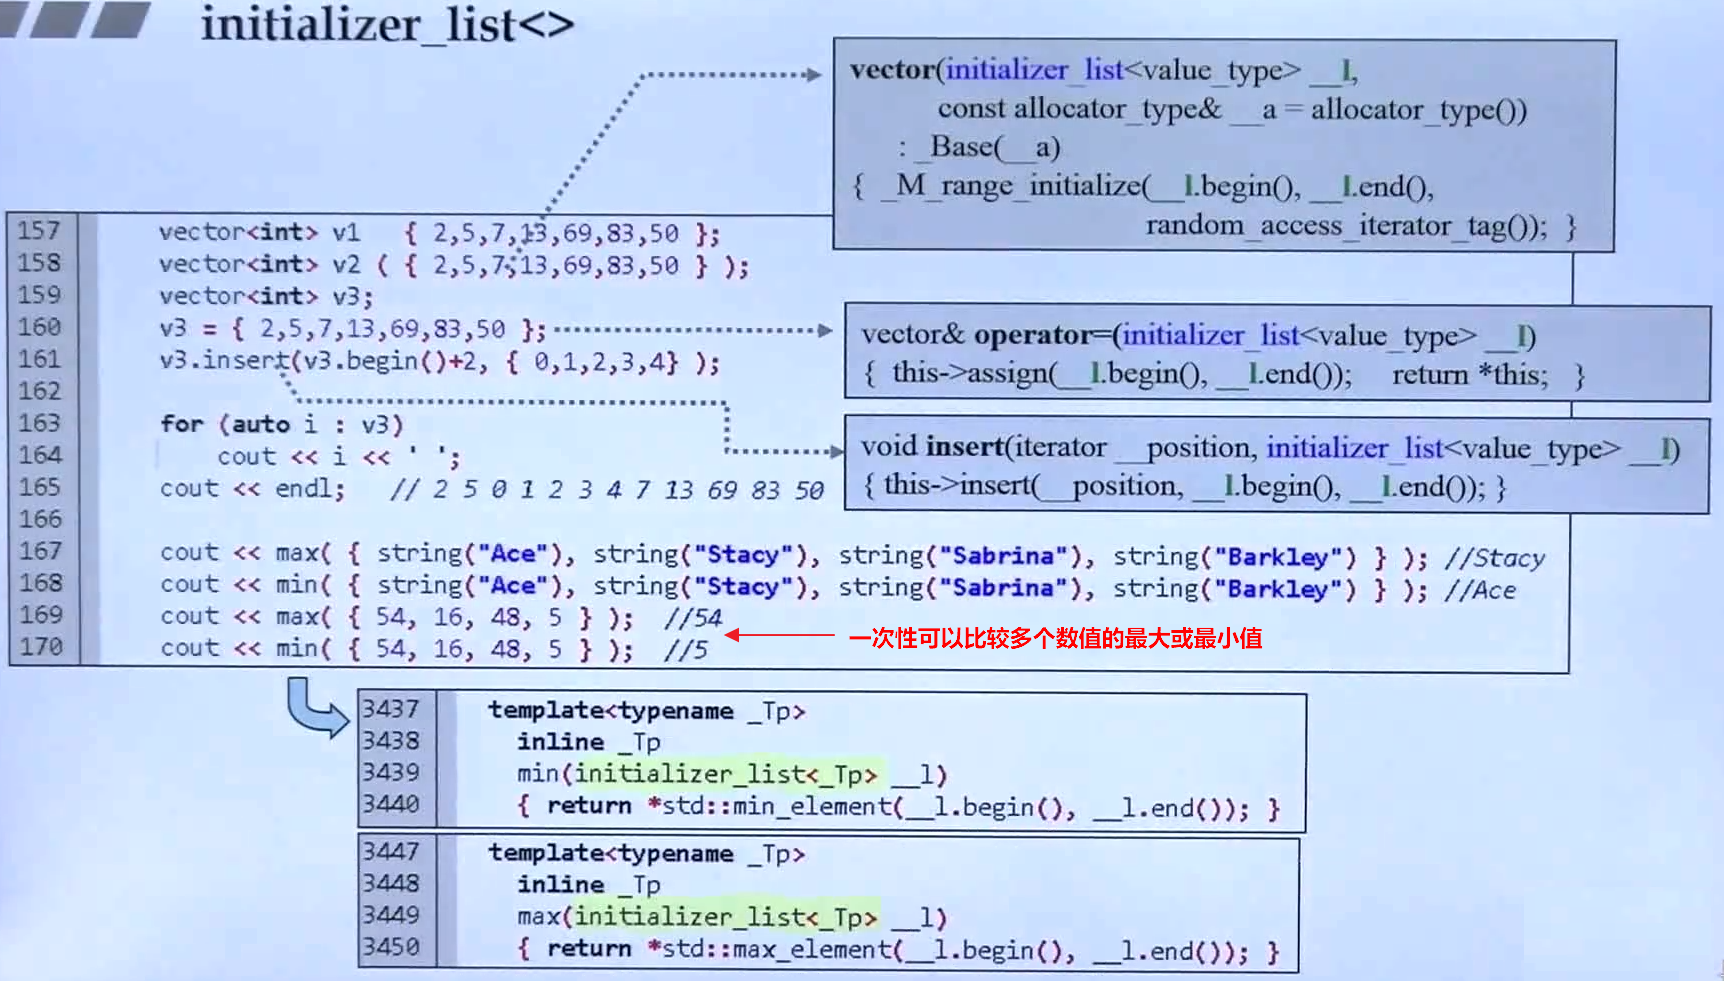 initializer_list<>
vector(initializer_list<value_type> __l,
const allocator_type& __a = allocator_type())
: _Base(__a)
{ _M_range_initialize(__l.begin(), __l.end(),
random_access_iterator_tag()); }
157 vector<int> v1 { 2,5,7,13,69,83,50 };
158 vector<int> v2 ( { 2,5,7,13,69,83,50 } );
159 vector<int> v3;
160 v3 = { 2,5,7,13,69,83,50 };
161 v3.insert(v3.begin()+2, { 0,1,2,3,4} );
162
163 for (auto i : v3)
164 cout << i << ' ';
165 cout << endl; // 2 5 0 1 2 3 4 7 13 69 83 50
166
167 cout << max( { string("Ace"), string("Stacy"), string("Sabrina"), string("Barkley") } ); //Stacy
168 cout << min( { string("Ace"), string("Stacy"), string("Sabrina"), string("Barkley") } ); //Ace
169 cout << max( { 54, 16, 48, 5 } ); //54
170 cout << min( { 54, 16, 48, 5 } ); //5
vector& operator=(initializer_list<value_type> __l)
{ this->assign(__l.begin(), __l.end()); return *this; }
void insert(iterator __position, initializer_list<value_type> __l)
{ this->insert(__position, __l.begin(), __l.end()); }
一次性可以比较多个数值的最大或最小值
3437 template<typename _Tp>
3438 inline _Tp
3439 min(initializer_list<_Tp> __l)
3440 { return *std::min_element(__l.begin(), __l.end()); }
3447 template<typename _Tp>
3448 inline _Tp
3449 max(initializer_list<_Tp> __l)
3450 { return *std::max_element(__l.begin(), __l.end()); }